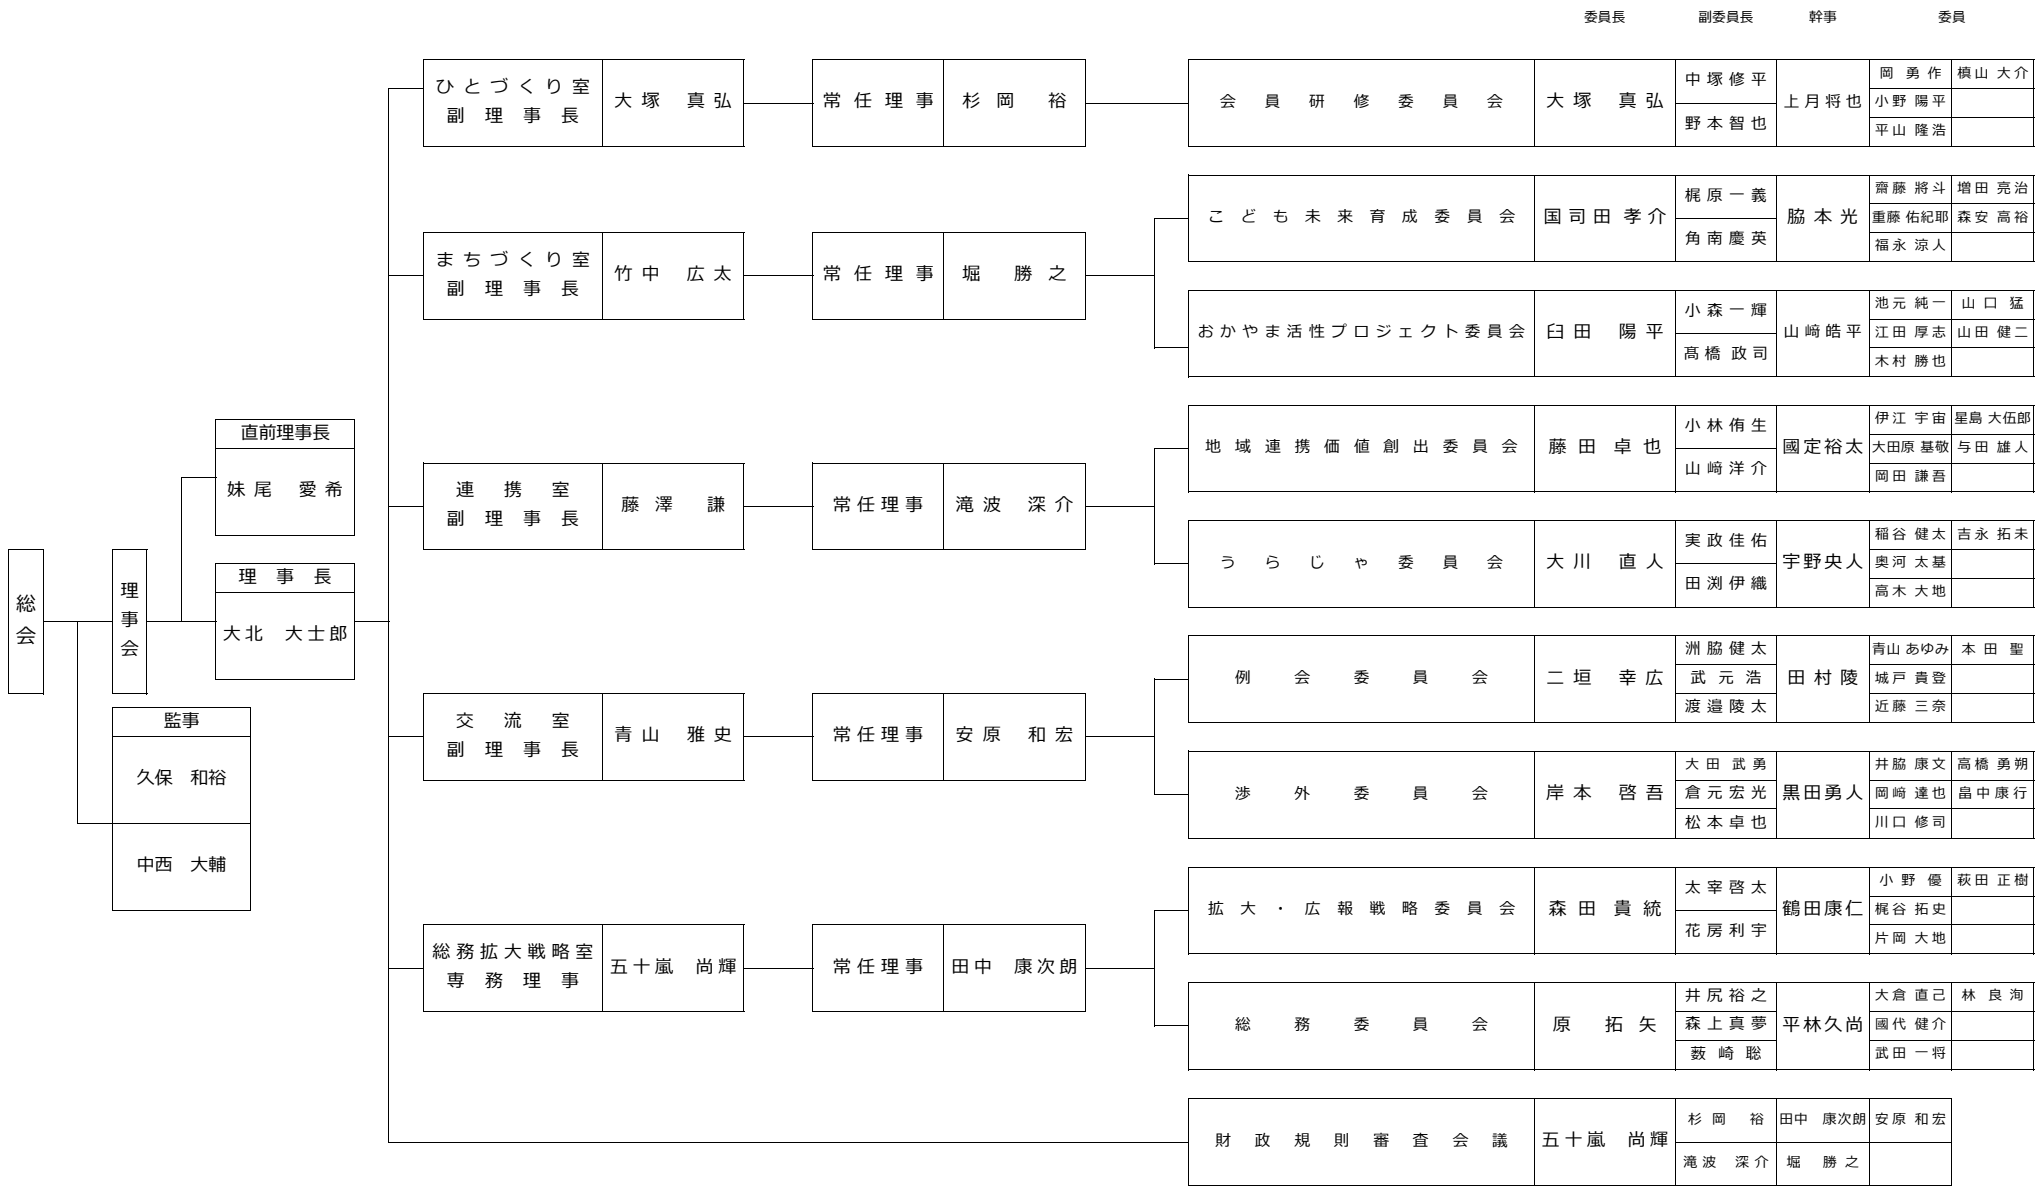 委員長 副委員長 幹事 委員
総会
理事会
直前理事長
妹尾 愛希
理事長
大北 大士郎
監事
久保 和裕
中西 大輔
ひとづくり室
副理事長
大塚 真弘
常任理事
杉岡 裕
会員研修委員会
大塚 真弘
中塚修平
野本智也
上月将也
岡 勇作 槙山 大介
小野 陽平
平山 隆浩
まちづくり室
副理事長
竹中 広太
常任理事
堀 勝之
こども未来育成委員会
国司田 孝介
梶原一義
角南慶英
脇本光
齋藤 將斗 増田 亮治
重藤 佑紀耶 森安 高裕
福永 涼人
おかやま活性プロジェクト委員会
臼田 陽平
小森一輝
髙橋 政司
山﨑皓平
池元 純一 山口 猛
江田 厚志 山田 健二
木村 勝也
連携室
副理事長
藤澤 謙
常任理事
滝波 深介
地域連携価値創出委員会
藤田 卓也
小林侑生
山﨑洋介
國定裕太
伊江 宇宙 星島 大伍郎
大田原 基敬 与田 雄人
岡田 謙吾
うらじゃ委員会
大川 直人
実政佳佑
田渕伊織
宇野央人
稲谷 健太 吉永 拓未
奥河 太基
高木 大地
交流室
副理事長
青山 雅史
常任理事
安原 和宏
例会委員会
二垣 幸広
洲脇健太
武元浩
渡邉陵太
田村陵
青山 あゆみ 本田 聖
城戸 貴登
近藤 三奈
渉外委員会
岸本 啓吾
大田 武勇
倉元宏光
松本卓也
黒田勇人
井脇 康文 高橋 勇朔
岡﨑 達也 畠中康行
川口 修司
総務拡大戦略室
専務理事
五十嵐 尚輝
常任理事
田中 康次朗
拡大・広報戦略委員会
森田 貴統
太宰啓太
花房利宇
鶴田康仁
小野 優 萩田 正樹
梶谷 拓史
片岡 大地
総務委員会
原 拓矢
井尻裕之
森上真夢
薮崎聡
平林久尚
大倉 直己 林 良洵
國代 健介
武田 一将
財政規則審査会議
五十嵐 尚輝
杉岡 裕 田中 康次朗 安原 和宏
滝波 深介 堀 勝之